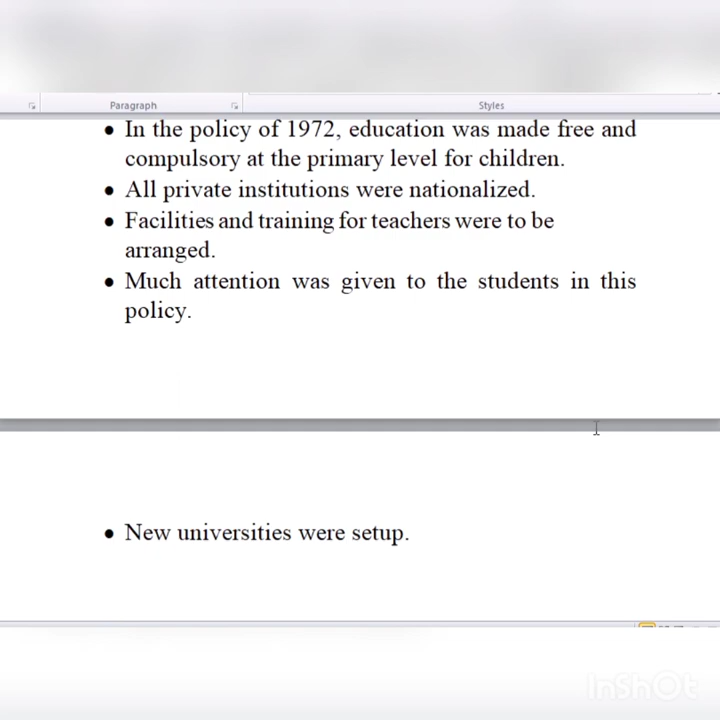 Paragraph
Styles
• In the policy of 1972, education was made free and
compulsory at the primary level for children.
• All private institutions were nationalized.
• Facilities and training for teachers were to be
arranged.
• Much attention was given to the students in this
policy.
• New universities were setup.
InShOt